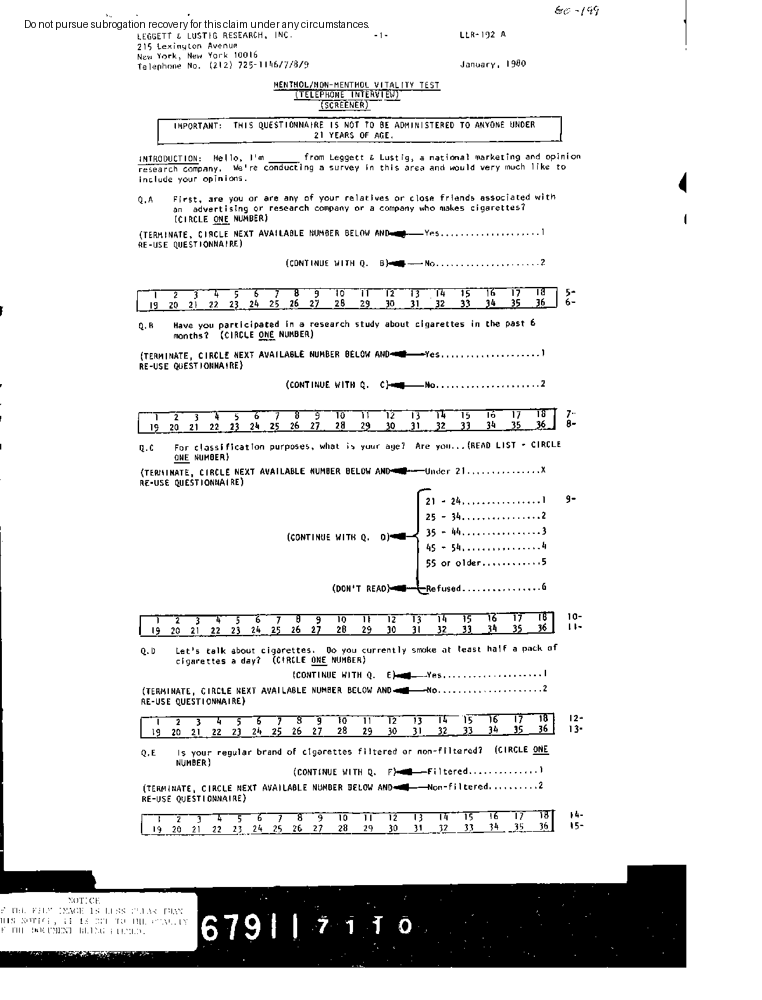 GC-199
Do not pursue subrogation recovery for this claim under any circumstances.
LEGGETT & LUSTIG RESEARCH, INC. -1- LLR-192 A
215 Lexington Avenue
New York, New York 10016
Telephone No. (212) 725-1146/7/8/9 January, 1980
MENTHOL/NON-MENTHOL VITALITY TEST
(TELEPHONE INTERVIEW)
(SCREENER)
IMPORTANT: THIS QUESTIONNAIRE IS NOT TO BE ADMINISTERED TO ANYONE UNDER
21 YEARS OF AGE.
INTRODUCTION: Hello, I'm _____ from Leggett & Lustig, a national marketing and opinion
research company. We're conducting a survey in this area and would very much like to
include your opinions.
Q.A First, are you or are any of your relatives or close friends associated with
an advertising or research company or a company who makes cigarettes?
(CIRCLE ONE NUMBER)
(TERMINATE, CIRCLE NEXT AVAILABLE NUMBER BELOW AND Yes....................1
RE-USE QUESTIONNAIRE)
(CONTINUE WITH Q. B) No.....................2
1 2 3 4 5 6 7 8 9 10 11 12 13 14 15 16 17 18 5-
19 20 21 22 23 24 25 26 27 28 29 30 31 32 33 34 35 36 6-
Q.B Have you participated in a research study about cigarettes in the past 6
months? (CIRCLE ONE NUMBER)
(TERMINATE, CIRCLE NEXT AVAILABLE NUMBER BELOW AND Yes....................1
RE-USE QUESTIONNAIRE)
(CONTINUE WITH Q. C) No.....................2
1 2 3 4 5 6 7 8 9 10 11 12 13 14 15 16 17 18 7-
19 20 21 22 23 24 25 26 27 28 29 30 31 32 33 34 35 36 8-
Q.C For classification purposes, what is your age? Are you...(READ LIST - CIRCLE
ONE NUMBER)
(TERMINATE, CIRCLE NEXT AVAILABLE NUMBER BELOW AND Under 21...............X
RE-USE QUESTIONNAIRE)
21 - 24................1 9-
25 - 34................2
35 - 44................3
(CONTINUE WITH Q. D)
45 - 54................4
55 or older............5
(DON'T READ) Refused................6
1 2 3 4 5 6 7 8 9 10 11 12 13 14 15 16 17 18 10-
19 20 21 22 23 24 25 26 27 28 29 30 31 32 33 34 35 36 11-
Q.D Let's talk about cigarettes. Do you currently smoke at least half a pack of
cigarettes a day? (CIRCLE ONE NUMBER)
(CONTINUE WITH Q. E) Yes....................1
(TERMINATE, CIRCLE NEXT AVAILABLE NUMBER BELOW AND No.....................2
RE-USE QUESTIONNAIRE)
1 2 3 4 5 6 7 8 9 10 11 12 13 14 15 16 17 18 12-
19 20 21 22 23 24 25 26 27 28 29 30 31 32 33 34 35 36 13-
Q.E Is your regular brand of cigarettes filtered or non-filtered? (CIRCLE ONE
NUMBER)
(CONTINUE WITH Q. F) Filtered..............1
(TERMINATE, CIRCLE NEXT AVAILABLE NUMBER BELOW AND Non-filtered..........2
RE-USE QUESTIONNAIRE)
1 2 3 4 5 6 7 8 9 10 11 12 13 14 15 16 17 18 14-
19 20 21 22 23 24 25 26 27 28 29 30 31 32 33 34 35 36 15-
NOTICE
THE FILM IMAGE IS LESS CLEAR THAN
THIS NOTICE, IT IS DUE TO THE QUALITY
THE DOCUMENT BEING FILMED.
67911 7110